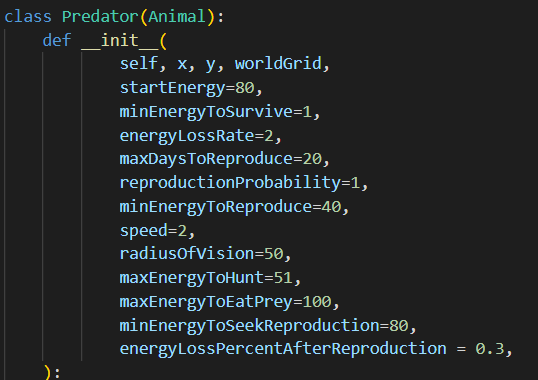 class Predator(Animal):
    def __init__(
            self, x, y, worldGrid,
            startEnergy=80,
            minEnergyToSurvive=1,
            energyLossRate=2,
            maxDaysToReproduce=20,
            reproductionProbability=1,
            minEnergyToReproduce=40,
            speed=2,
            radiusOfVision=50,
            maxEnergyToHunt=51,
            maxEnergyToEatPrey=100,
            minEnergyToSeekReproduction=80,
            energyLossPercentAfterReproduction = 0.3,
    ):